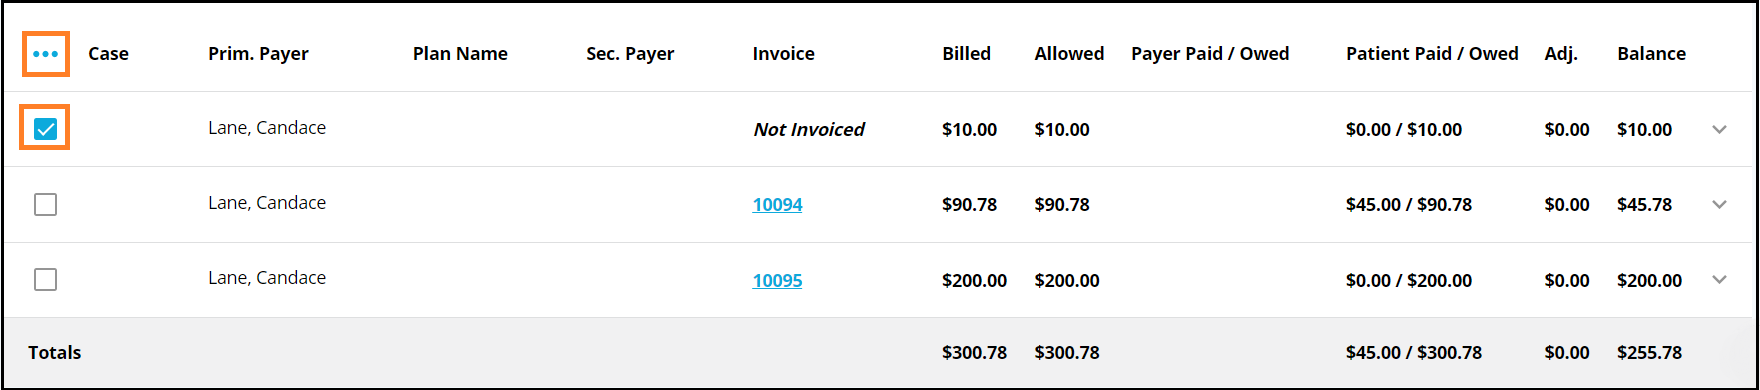 Case Prim. Payer Plan Name Sec. Payer Invoice Billed Allowed Payer Paid / Owed Patient Paid / Owed Adj. Balance
Lane, Candace Not Invoiced $10.00 $10.00 $0.00 / $10.00 $0.00 $10.00
Lane, Candace 10094 $90.78 $90.78 $45.00 / $90.78 $0.00 $45.78
Lane, Candace 10095 $200.00 $200.00 $0.00 / $200.00 $0.00 $200.00
Totals $300.78 $300.78 $45.00 / $300.78 $0.00 $255.78